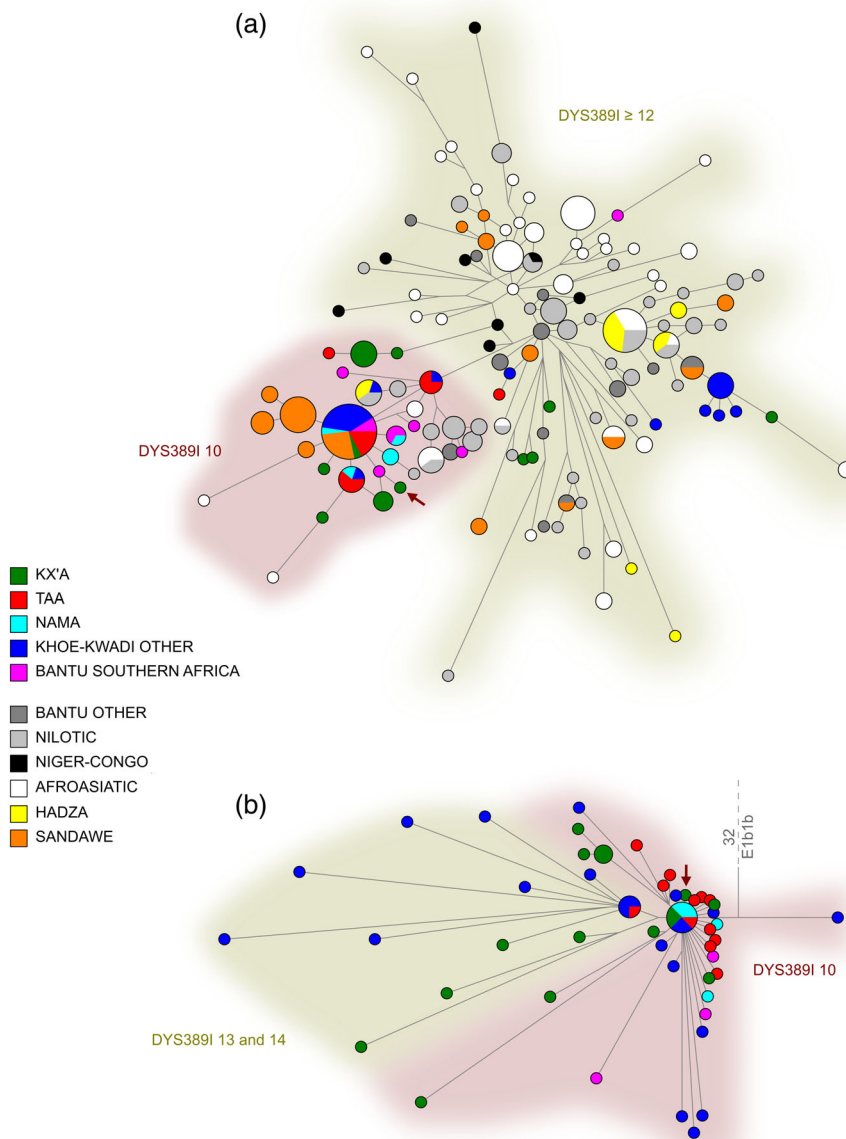 (a)
DYS389I ≥ 12
DYS389I 10
KX'A
TAA
NAMA
KHOE-KWADI OTHER
BANTU SOUTHERN AFRICA
BANTU OTHER
NILOTIC
NIGER-CONGO
AFROASIATIC
HADZA
SANDAWE
(b)
32
E1b1b
DYS389I 10
DYS389I 13 and 14